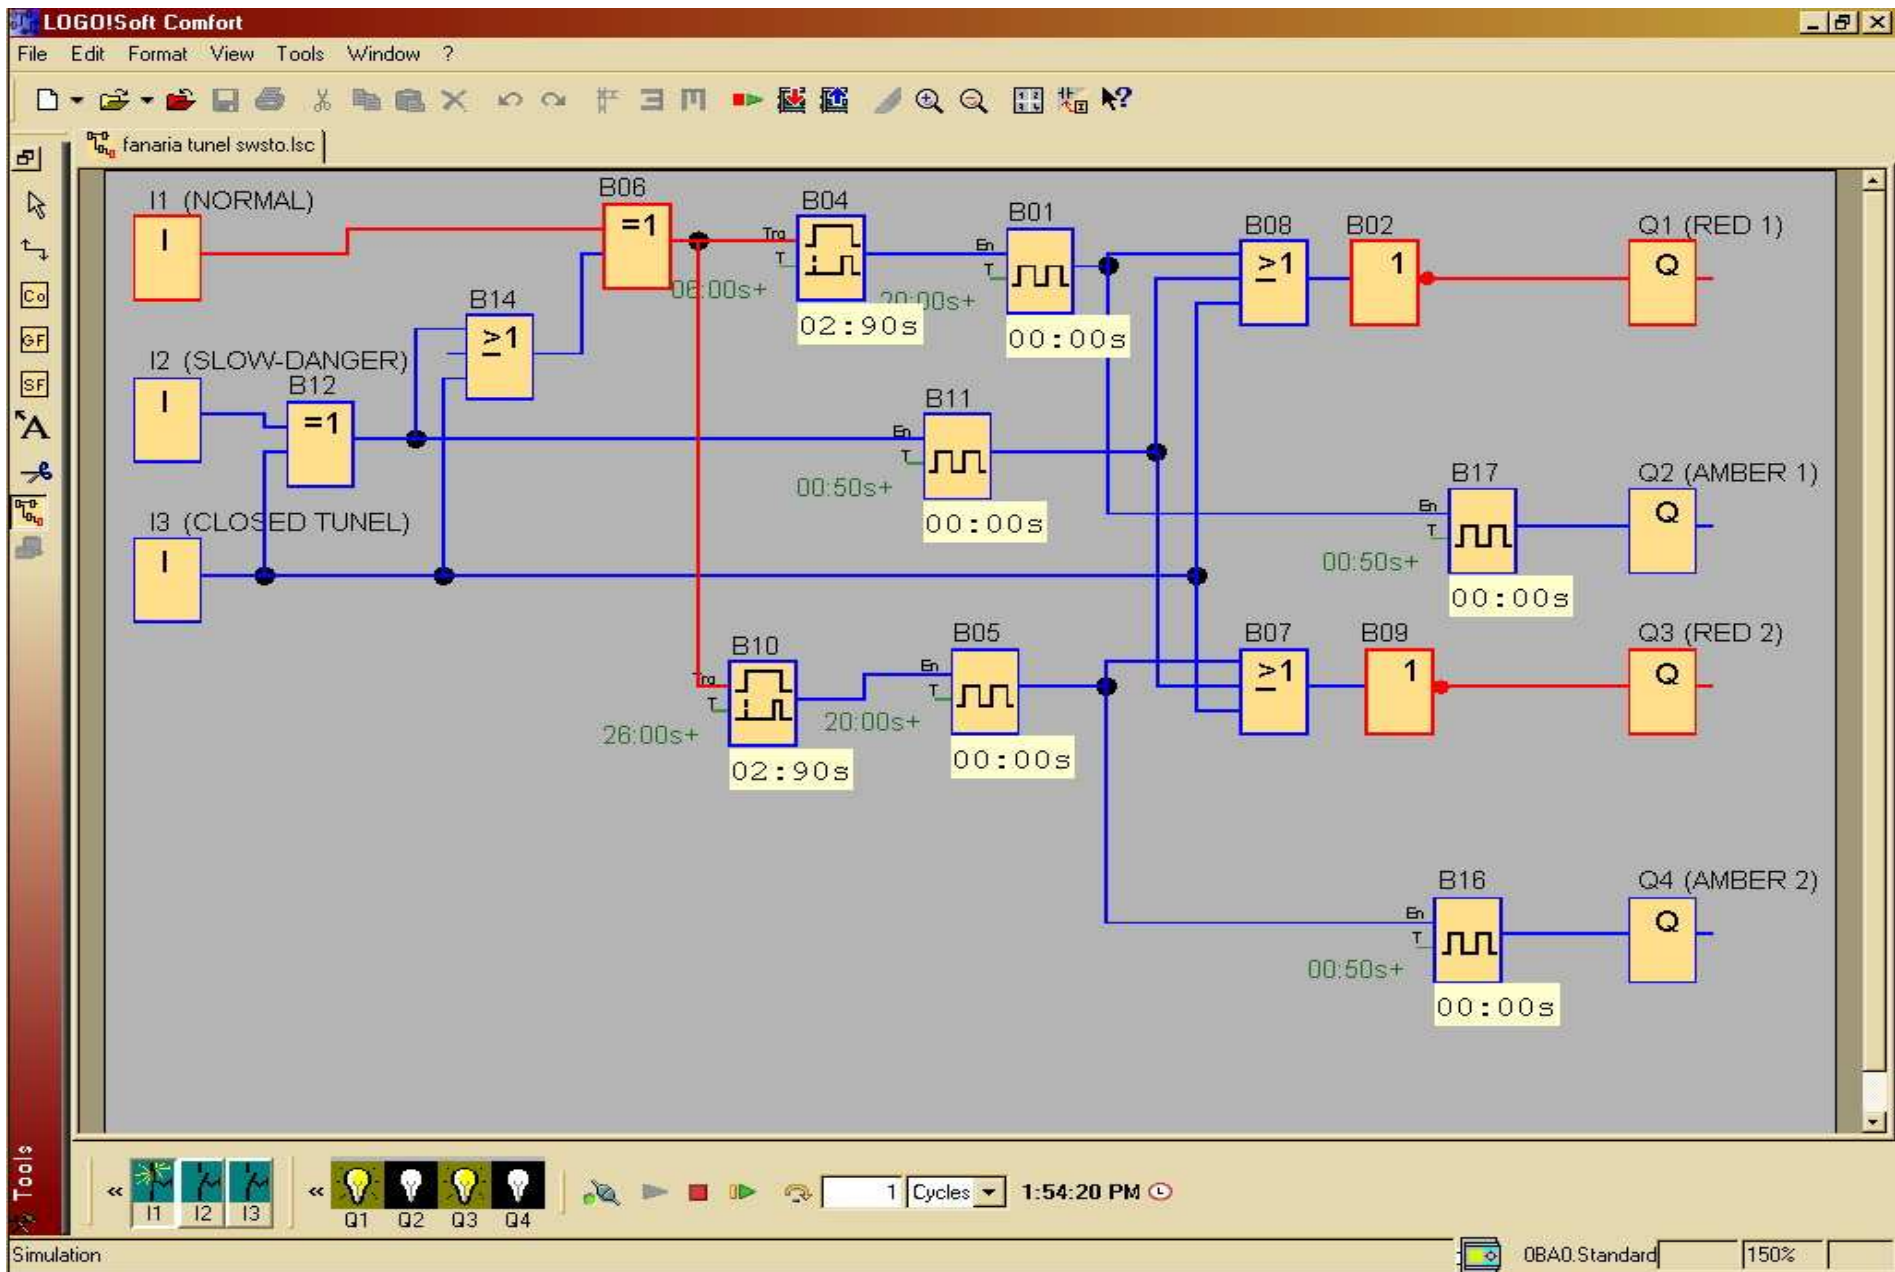 LOGO!Soft Comfort
File Edit Format View Tools Window ?
fanaria tunel swsto.lsc
Co
GF
SF
A
Tools
I1 (NORMAL)
I
B06
=1
B04
Trg
T
06:00s+
02:90s
B01
En
T
20:00s+
00:00s
B08
≥1
B02
1
Q1 (RED 1)
Q
B14
≥1
I2 (SLOW-DANGER)
I
B12
=1
B11
En
T
00:50s+
00:00s
B17
En
T
00:50s+
00:00s
Q2 (AMBER 1)
Q
I3 (CLOSED TUNEL)
I
B10
Trg
T
26:00s+
02:90s
B05
En
T
20:00s+
00:00s
B07
≥1
B09
1
Q3 (RED 2)
Q
B16
En
T
00:50s+
00:00s
Q4 (AMBER 2)
Q
« I1 I2 I3 « Q1 Q2 Q3 Q4 1 Cycles 1:54:20 PM
Simulation 0BA0.Standard 150%